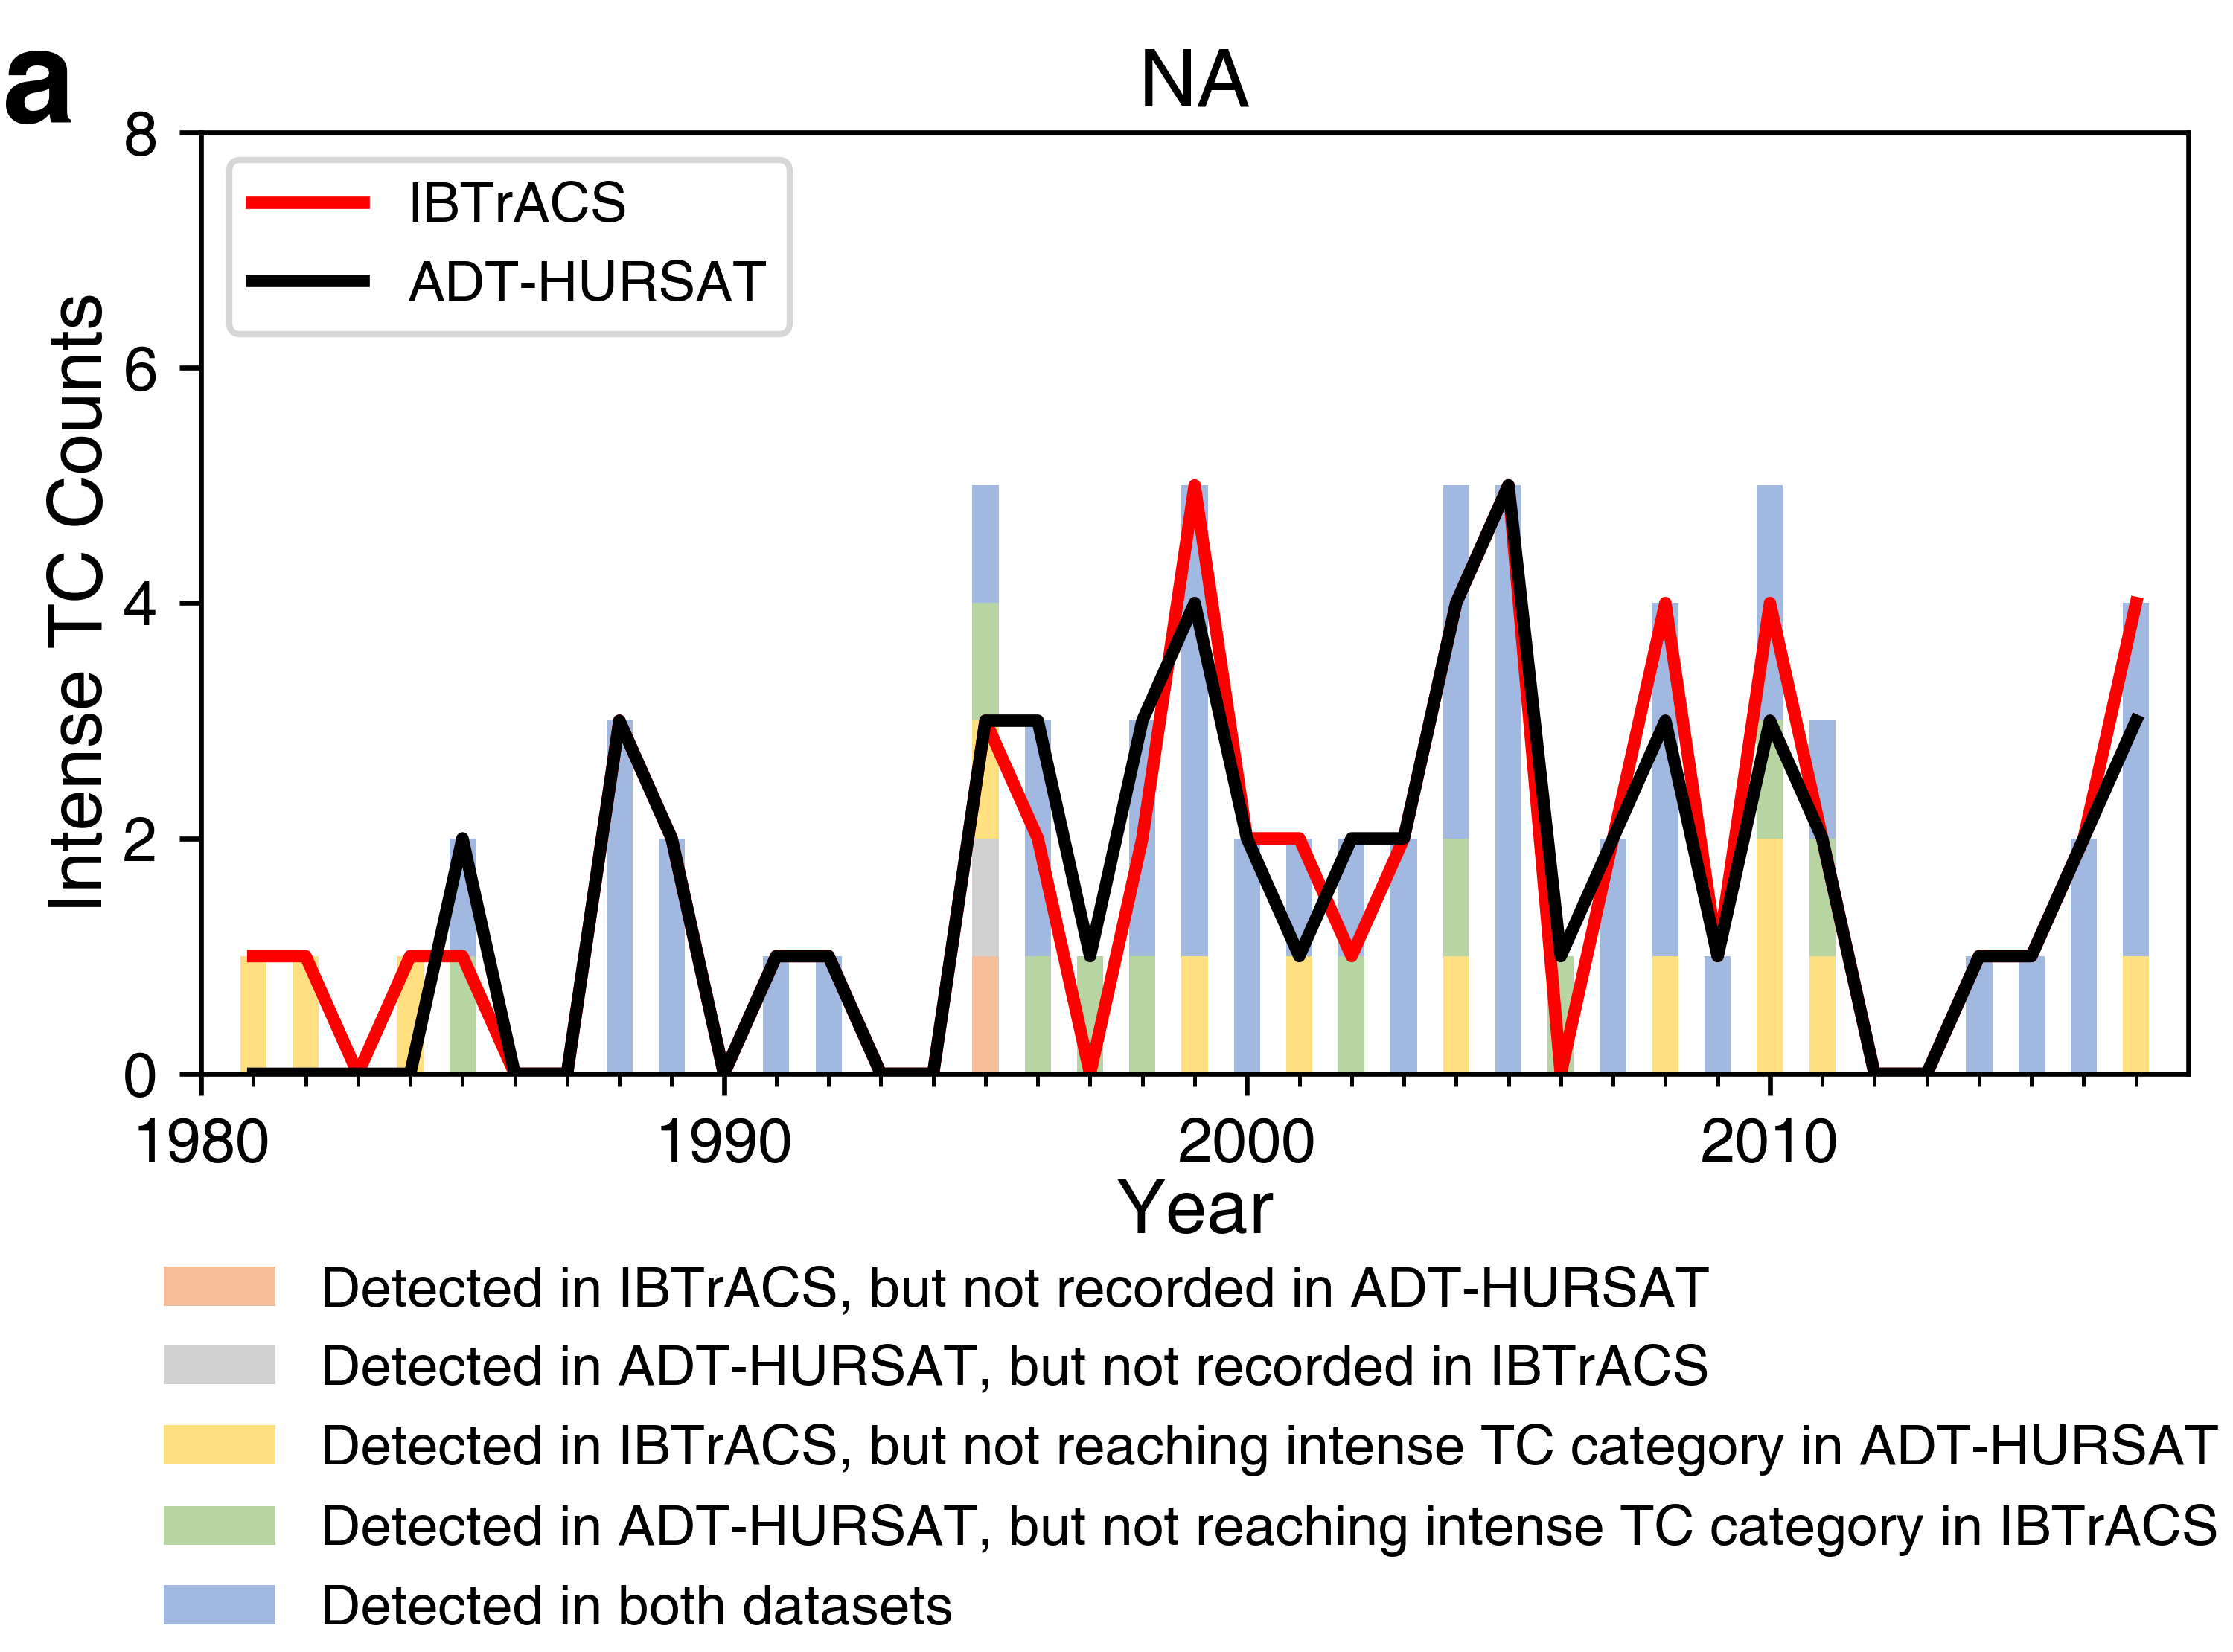 a
NA
8
6
4
2
0
Intense TC Counts
IBTrACS
ADT-HURSAT
1980
1990
2000
2010
Year
Detected in IBTrACS, but not recorded in ADT-HURSAT
Detected in ADT-HURSAT, but not recorded in IBTrACS
Detected in IBTrACS, but not reaching intense TC category in ADT-HURSAT
Detected in ADT-HURSAT, but not reaching intense TC category in IBTrACS
Detected in both datasets